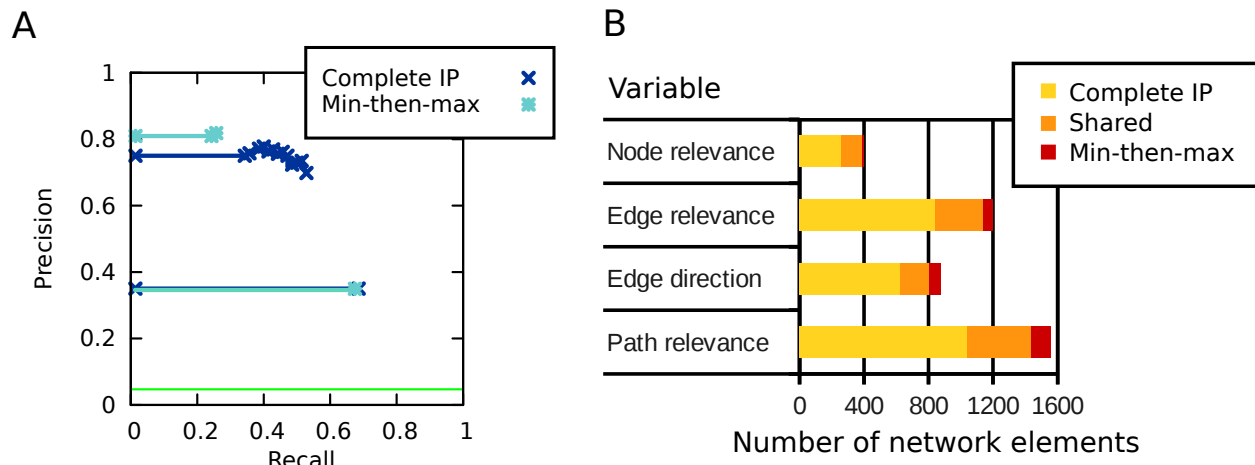 A
Complete IP
Min-then-max
1
0.8
0.6
0.4
0.2
0
Precision
0 0.2 0.4 0.6 0.8 1
Recall
B
Variable
Complete IP
Shared
Min-then-max
Node relevance
Edge relevance
Edge direction
Path relevance
0 400 800 1200 1600
Number of network elements